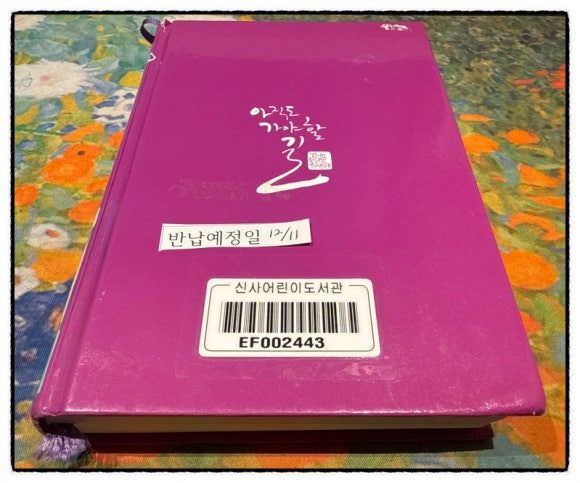 아직도
가야할
길
반납예정일 12/11
신사어린이도서관
EF002443